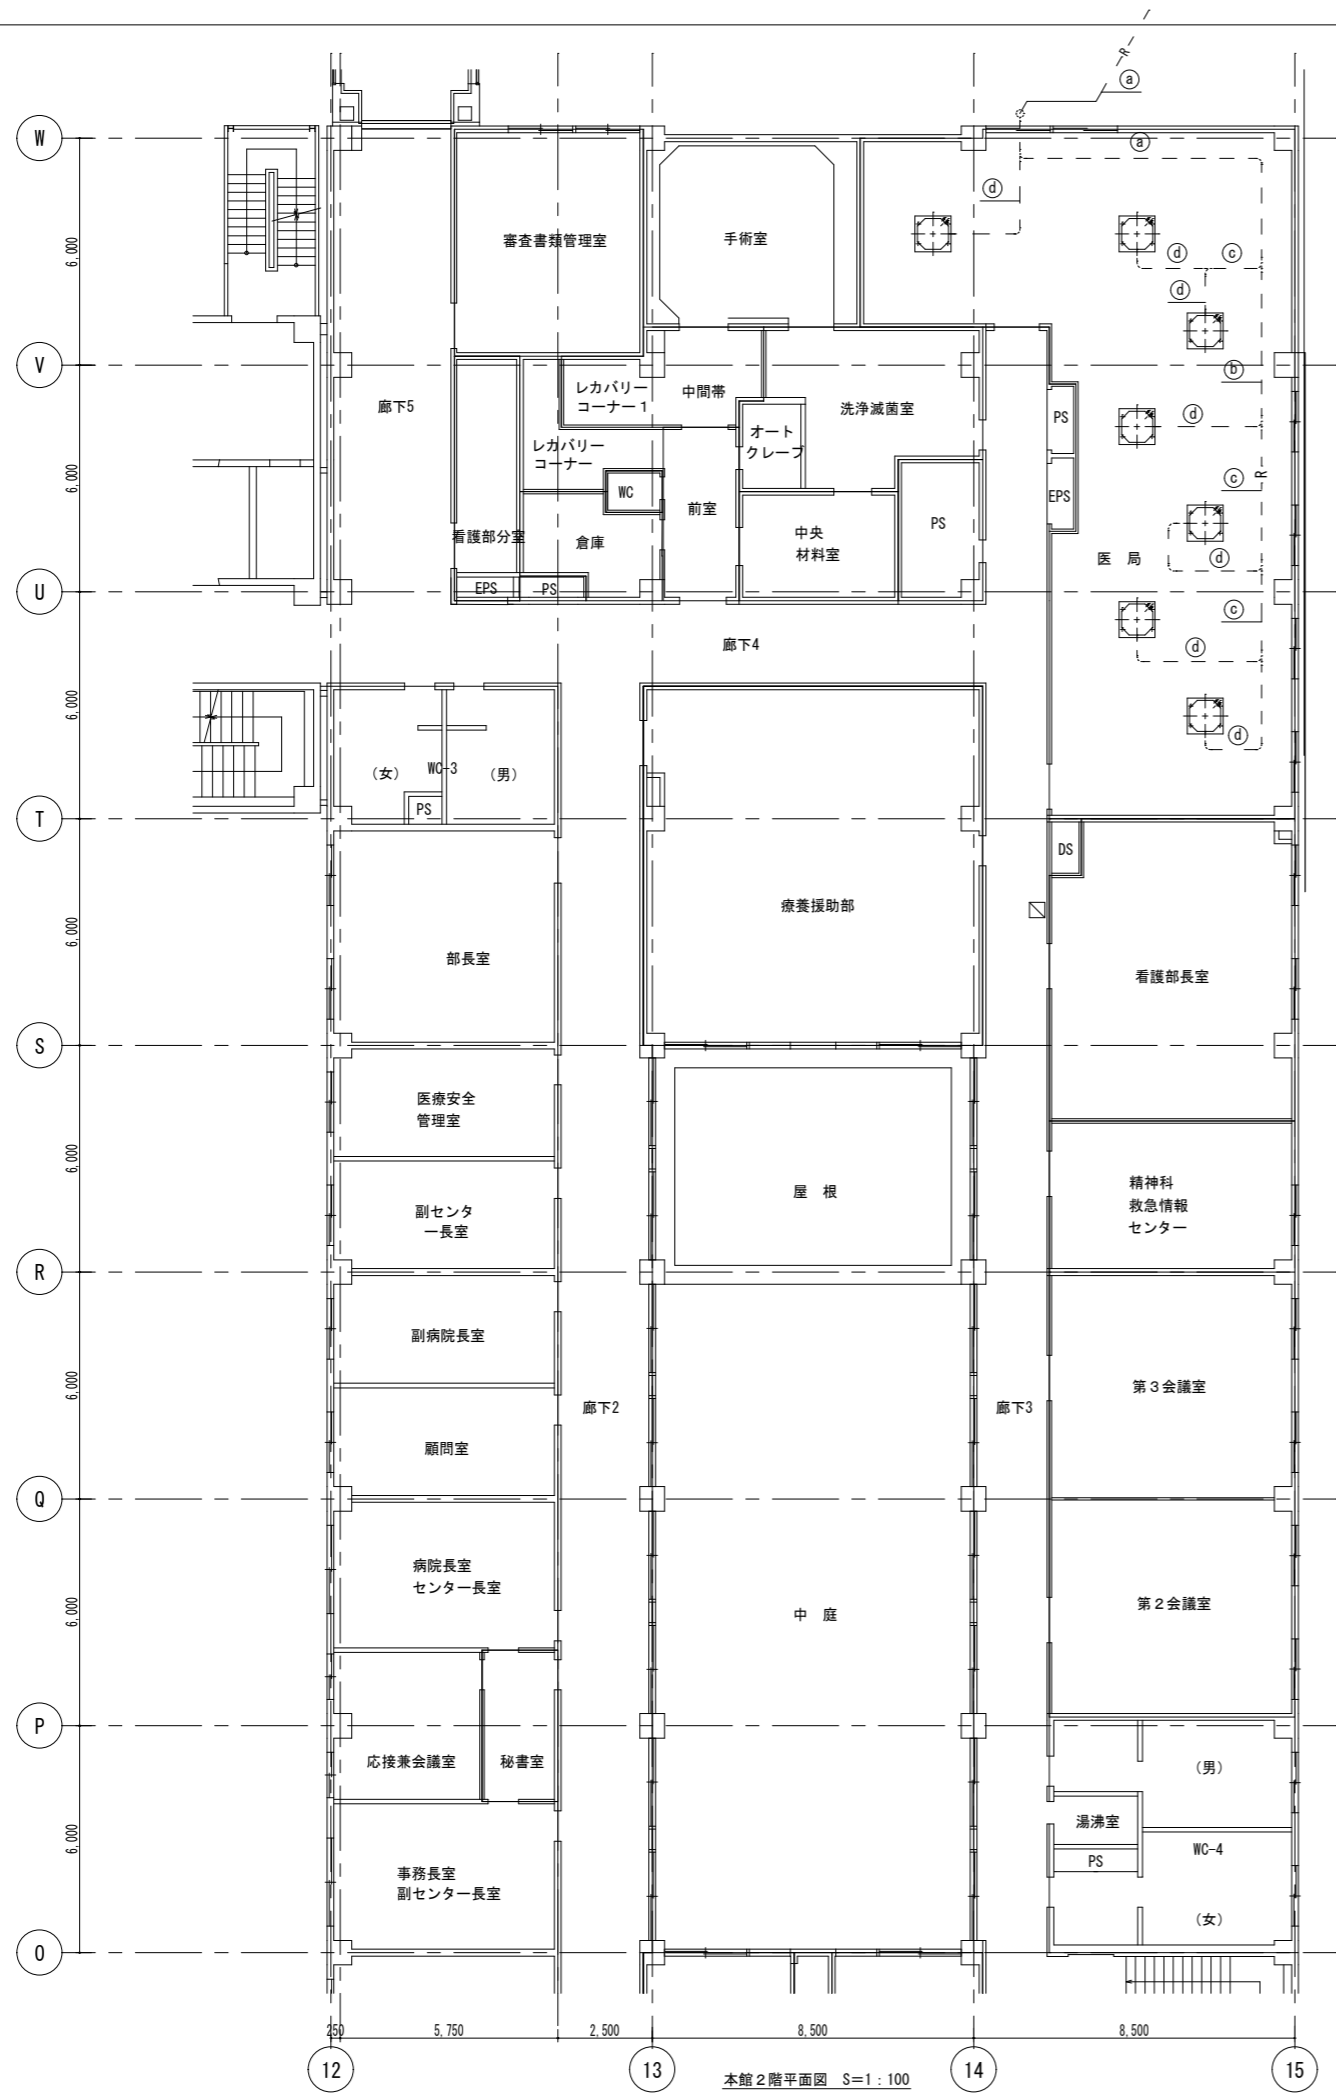 R
ⓐ
W
ⓐ
ⓓ
6,000
審査書類管理室
手術室
ⓓ
ⓒ
ⓓ
V
ⓑ
レカバリー
コーナー１
中間帯
廊下5
洗浄滅菌室
PS
ⓓ
オート
クレーブ
レカバリー
コーナー
6,000
R
ⓒ
WC
EPS
前室
PS
看護部分室
倉庫
中央
材料室
医 局
ⓓ
U
EPS
PS
ⓒ
廊下4
ⓓ
6,000
ⓓ
（女）
WC-3
（男）
PS
T
DS
6,000
療養援助部
部長室
看護部長室
S
医療安全
管理室
6,000
屋 根
精神科
救急情報
センター
副センタ
ー長室
R
副病院長室
6,000
廊下2
廊下3
第３会議室
顧問室
Q
病院長室
センター長室
6,000
中 庭
第２会議室
P
応接兼会議室
秘書室
（男）
湯沸室
6,000
WC-4
PS
事務長室
副センター長室
（女）
O
250
5,750
2,500
8,500
8,500
12
13
14
15
本館２階平面図 S=1：100